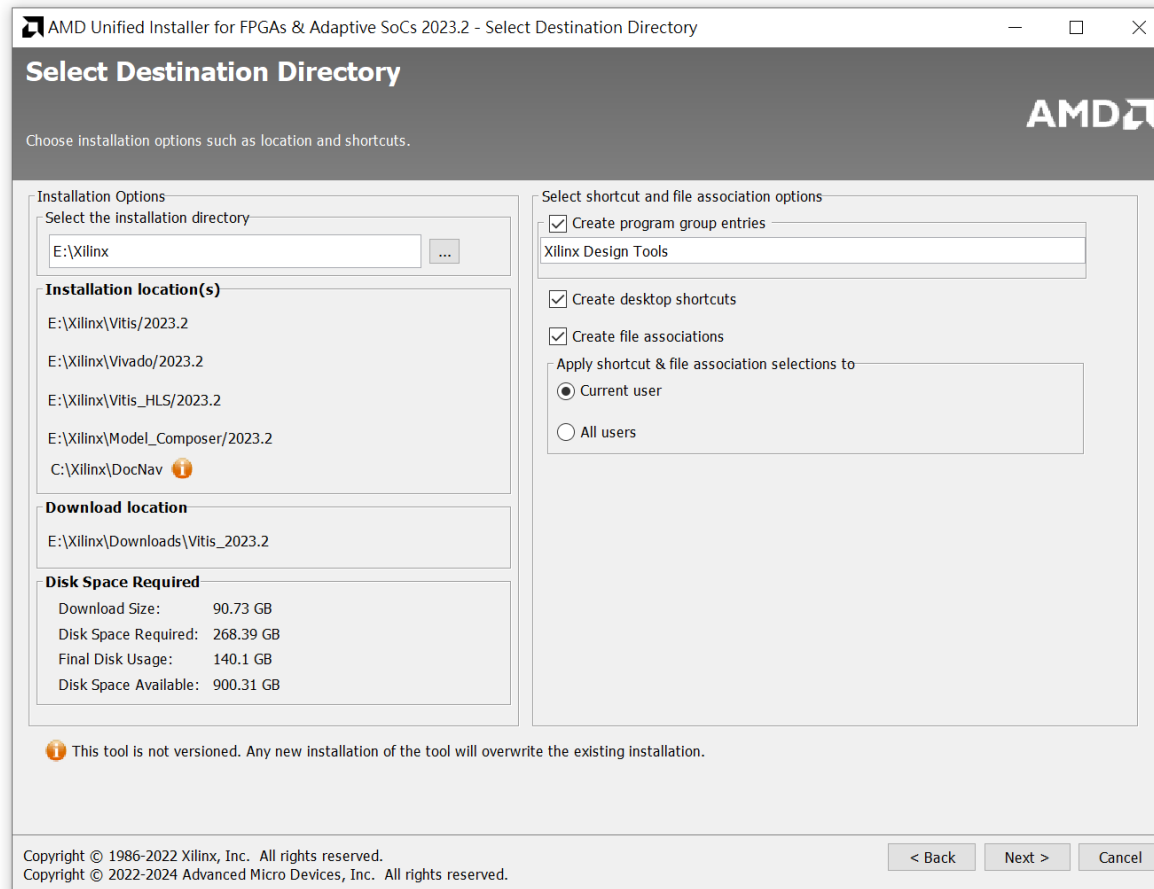 AMD Unified Installer for FPGAs & Adaptive SoCs 2023.2 - Select Destination Directory
Select Destination Directory
AMD
Choose installation options such as location and shortcuts.
Installation Options
Select the installation directory
E:\Xilinx
...
Installation location(s)
E:\Xilinx\Vitis/2023.2
E:\Xilinx\Vivado/2023.2
E:\Xilinx\Vitis_HLS/2023.2
E:\Xilinx\Model_Composer/2023.2
C:\Xilinx\DocNav
Download location
E:\Xilinx\Downloads\Vitis_2023.2
Disk Space Required
Download Size: 90.73 GB
Disk Space Required: 268.39 GB
Final Disk Usage: 140.1 GB
Disk Space Available: 900.31 GB
Select shortcut and file association options
Create program group entries
Xilinx Design Tools
Create desktop shortcuts
Create file associations
Apply shortcut & file association selections to
Current user
All users
This tool is not versioned. Any new installation of the tool will overwrite the existing installation.
Copyright © 1986-2022 Xilinx, Inc. All rights reserved.
Copyright © 2022-2024 Advanced Micro Devices, Inc. All rights reserved.
< Back
Next >
Cancel